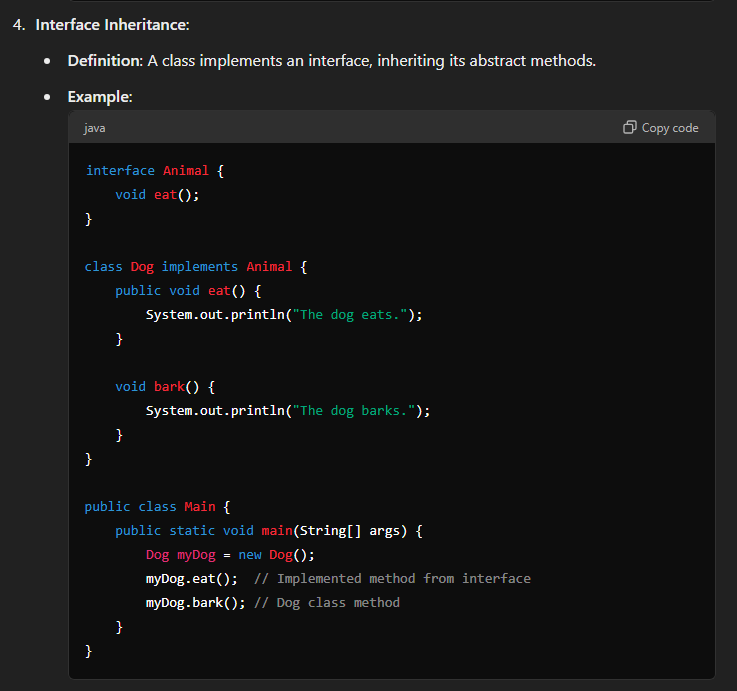 4. Interface Inheritance:
• Definition: A class implements an interface, inheriting its abstract methods.
• Example:
java Copy code
interface Animal {
    void eat();
}

class Dog implements Animal {
    public void eat() {
        System.out.println("The dog eats.");
    }

    void bark() {
        System.out.println("The dog barks.");
    }
}

public class Main {
    public static void main(String[] args) {
        Dog myDog = new Dog();
        myDog.eat();  // Implemented method from interface
        myDog.bark(); // Dog class method
    }
}